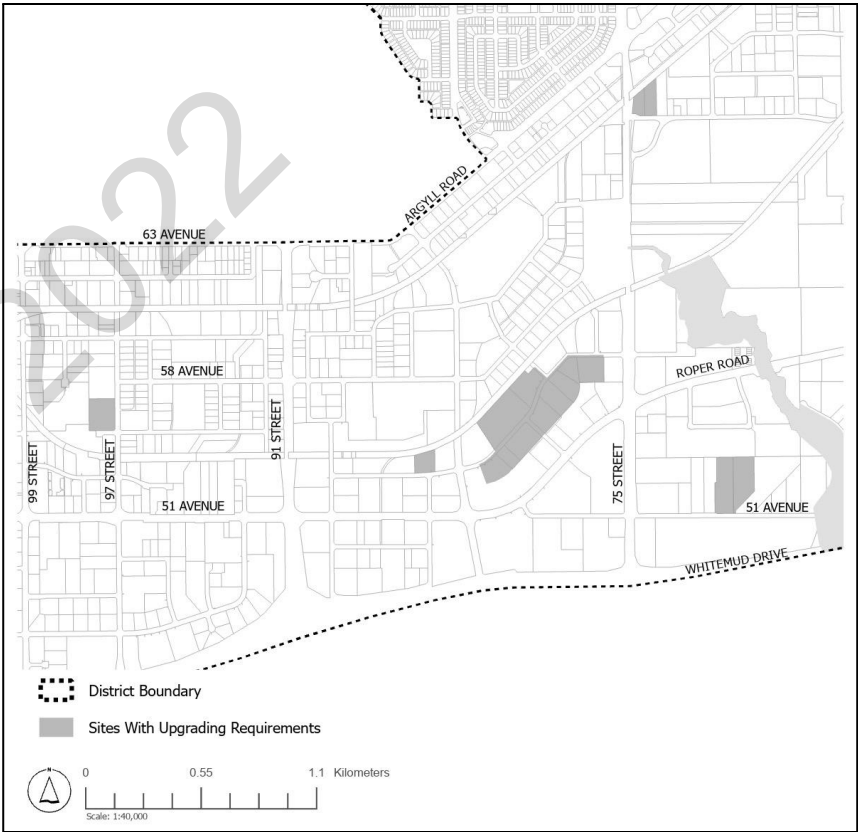 2022
ARGYLL ROAD
63 AVENUE
58 AVENUE
ROPER ROAD
99 STREET
97 STREET
91 STREET
75 STREET
51 AVENUE
51 AVENUE
WHITEMUD DRIVE
District Boundary
Sites With Upgrading Requirements
N
0 0.55 1.1 Kilometers
Scale: 1:40,000